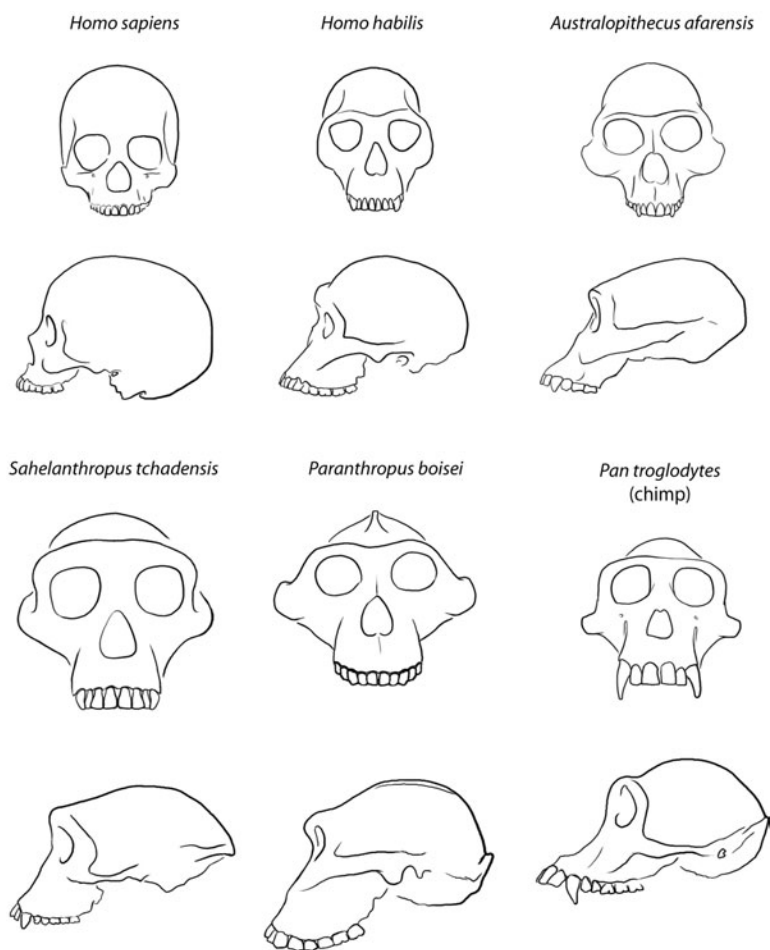 Homo sapiens
Homo habilis
Australopithecus afarensis
Sahelanthropus tchadensis
Paranthropus boisei
Pan troglodytes
(chimp)